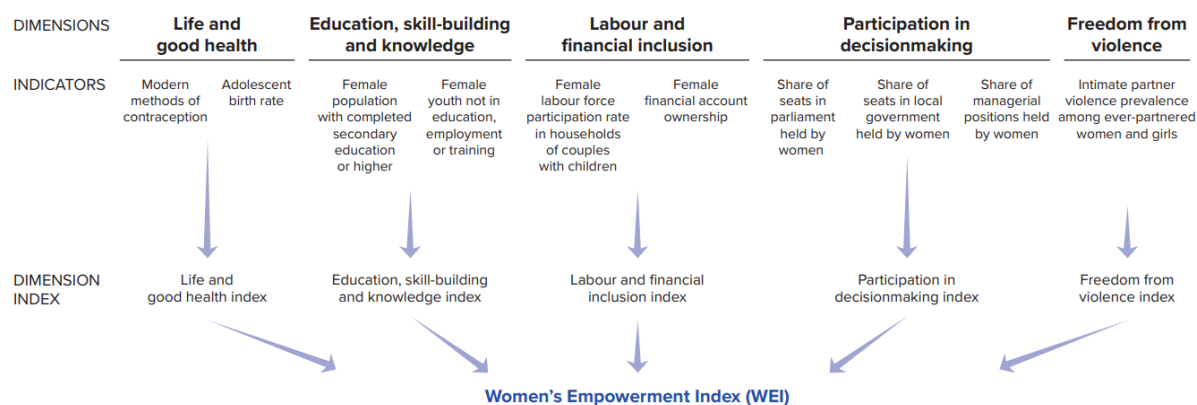 DIMENSIONS
Life and
good health
Education, skill-building
and knowledge
Labour and
financial inclusion
Participation in
decisionmaking
Freedom from
violence
INDICATORS
Modern
methods of
contraception
Adolescent
birth rate
Female
population
with completed
secondary
education
or higher
Female
youth not in
education,
employment
or training
Female
labour force
participation rate
in households
of couples
with children
Female
financial account
ownership
Share of
seats in
parliament
held by
women
Share of
seats in local
government
held by women
Share of
managerial
positions held
by women
Intimate partner
violence prevalence
among ever-partnered
women and girls
DIMENSION
INDEX
Life and
good health index
Education, skill-building
and knowledge index
Labour and financial
inclusion index
Participation in
decisionmaking index
Freedom from
violence index
Women's Empowerment Index (WEI)